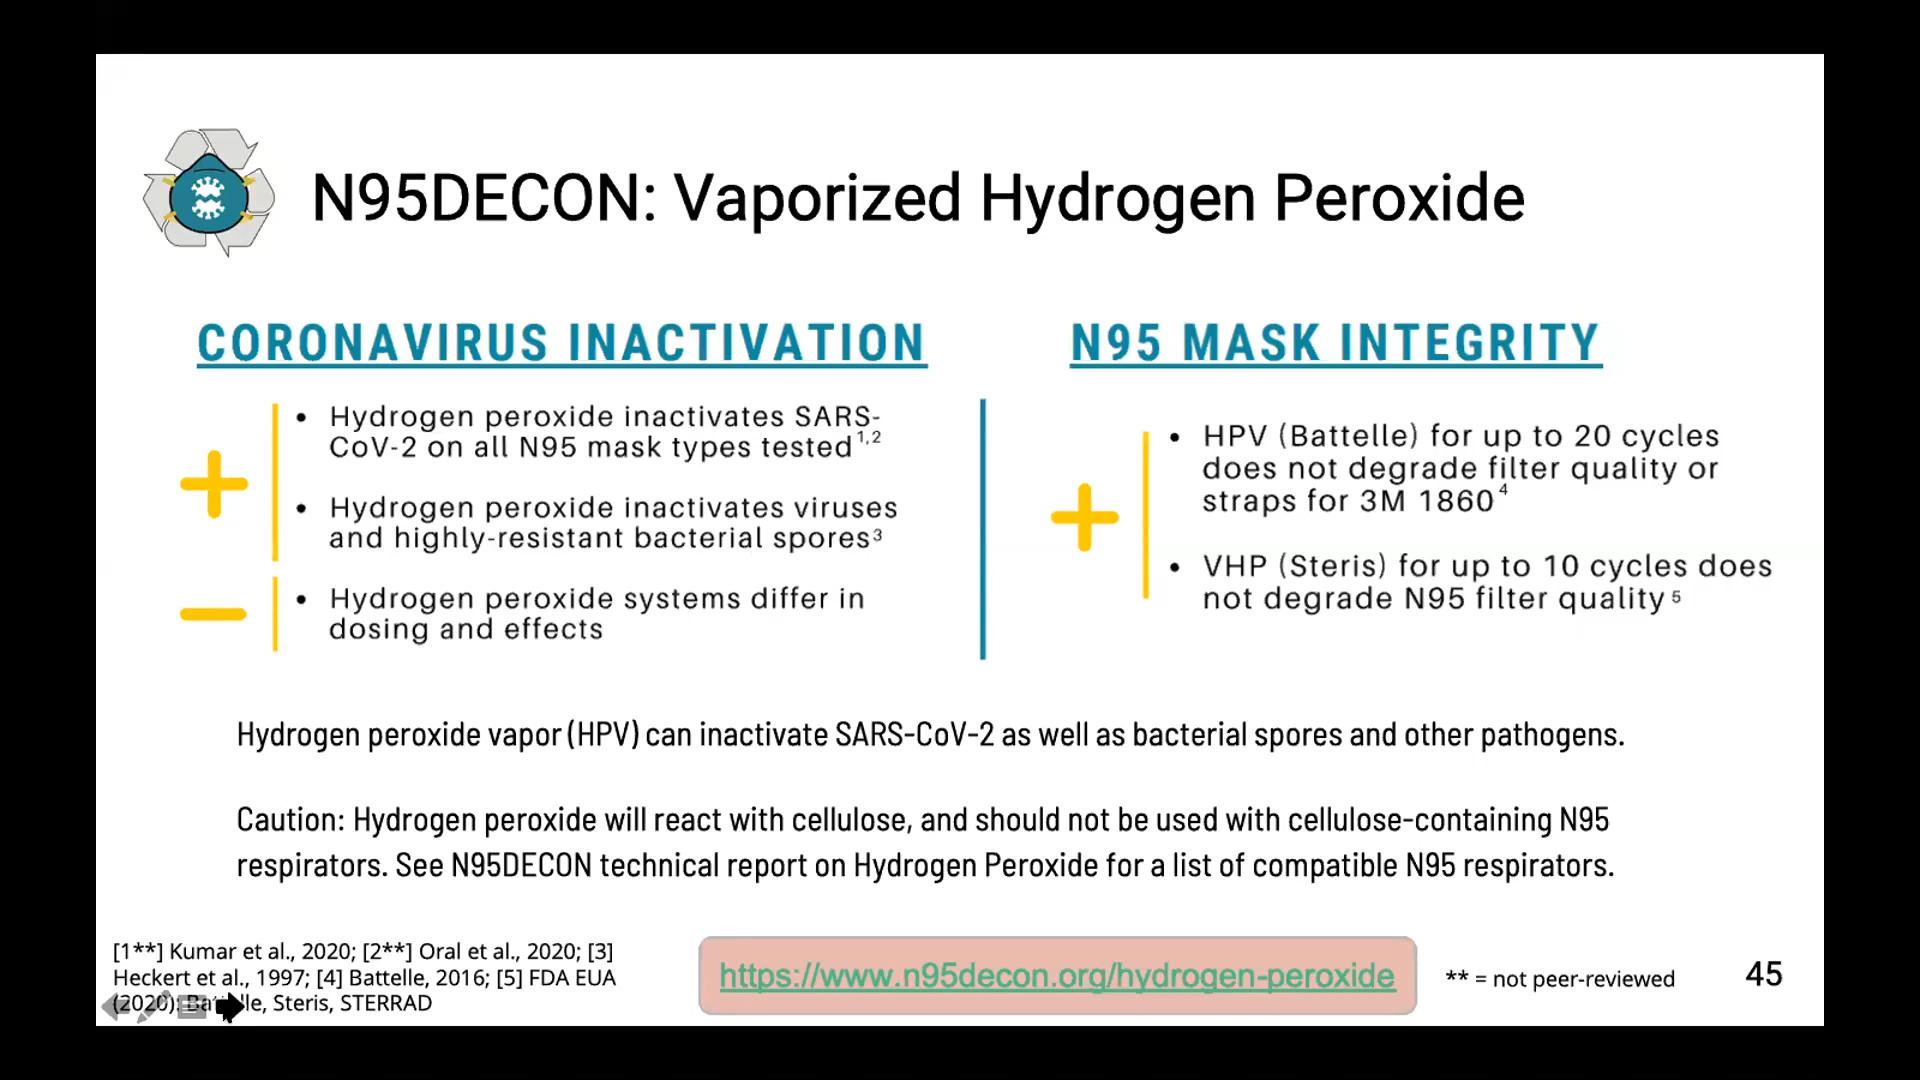 N95DECON: Vaporized Hydrogen Peroxide
CORONAVIRUS INACTIVATION
• Hydrogen peroxide inactivates SARS-
CoV-2 on all N95 mask types tested 1,2
• Hydrogen peroxide inactivates viruses
and highly-resistant bacterial spores 3
• Hydrogen peroxide systems differ in
dosing and effects
N95 MASK INTEGRITY
• HPV (Battelle) for up to 20 cycles
does not degrade filter quality or
straps for 3M 1860 4
• VHP (Steris) for up to 10 cycles does
not degrade N95 filter quality 5
Hydrogen peroxide vapor (HPV) can inactivate SARS-CoV-2 as well as bacterial spores and other pathogens.
Caution: Hydrogen peroxide will react with cellulose, and should not be used with cellulose-containing N95
respirators. See N95DECON technical report on Hydrogen Peroxide for a list of compatible N95 respirators.
[1**] Kumar et al., 2020; [2**] Oral et al., 2020; [3]
Heckert et al., 1997; [4] Battelle, 2016; [5] FDA EUA
(2020): Steris, STERRAD
https://www.n95decon.org/hydrogen-peroxide
** = not peer-reviewed
45